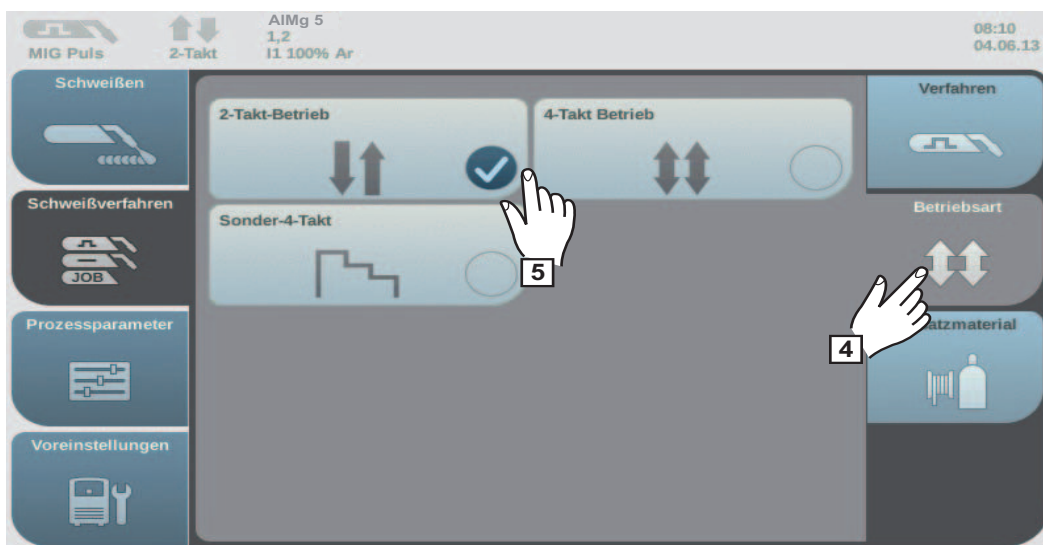 MIG Puls
2-Takt
AlMg 5
1,2
I1 100% Ar
08:10
04.06.13
Schweißen
Schweißverfahren
JOB
Prozessparameter
Voreinstellungen
2-Takt-Betrieb
4-Takt Betrieb
Sonder-4-Takt
5
Verfahren
Betriebsart
4
atzmaterial